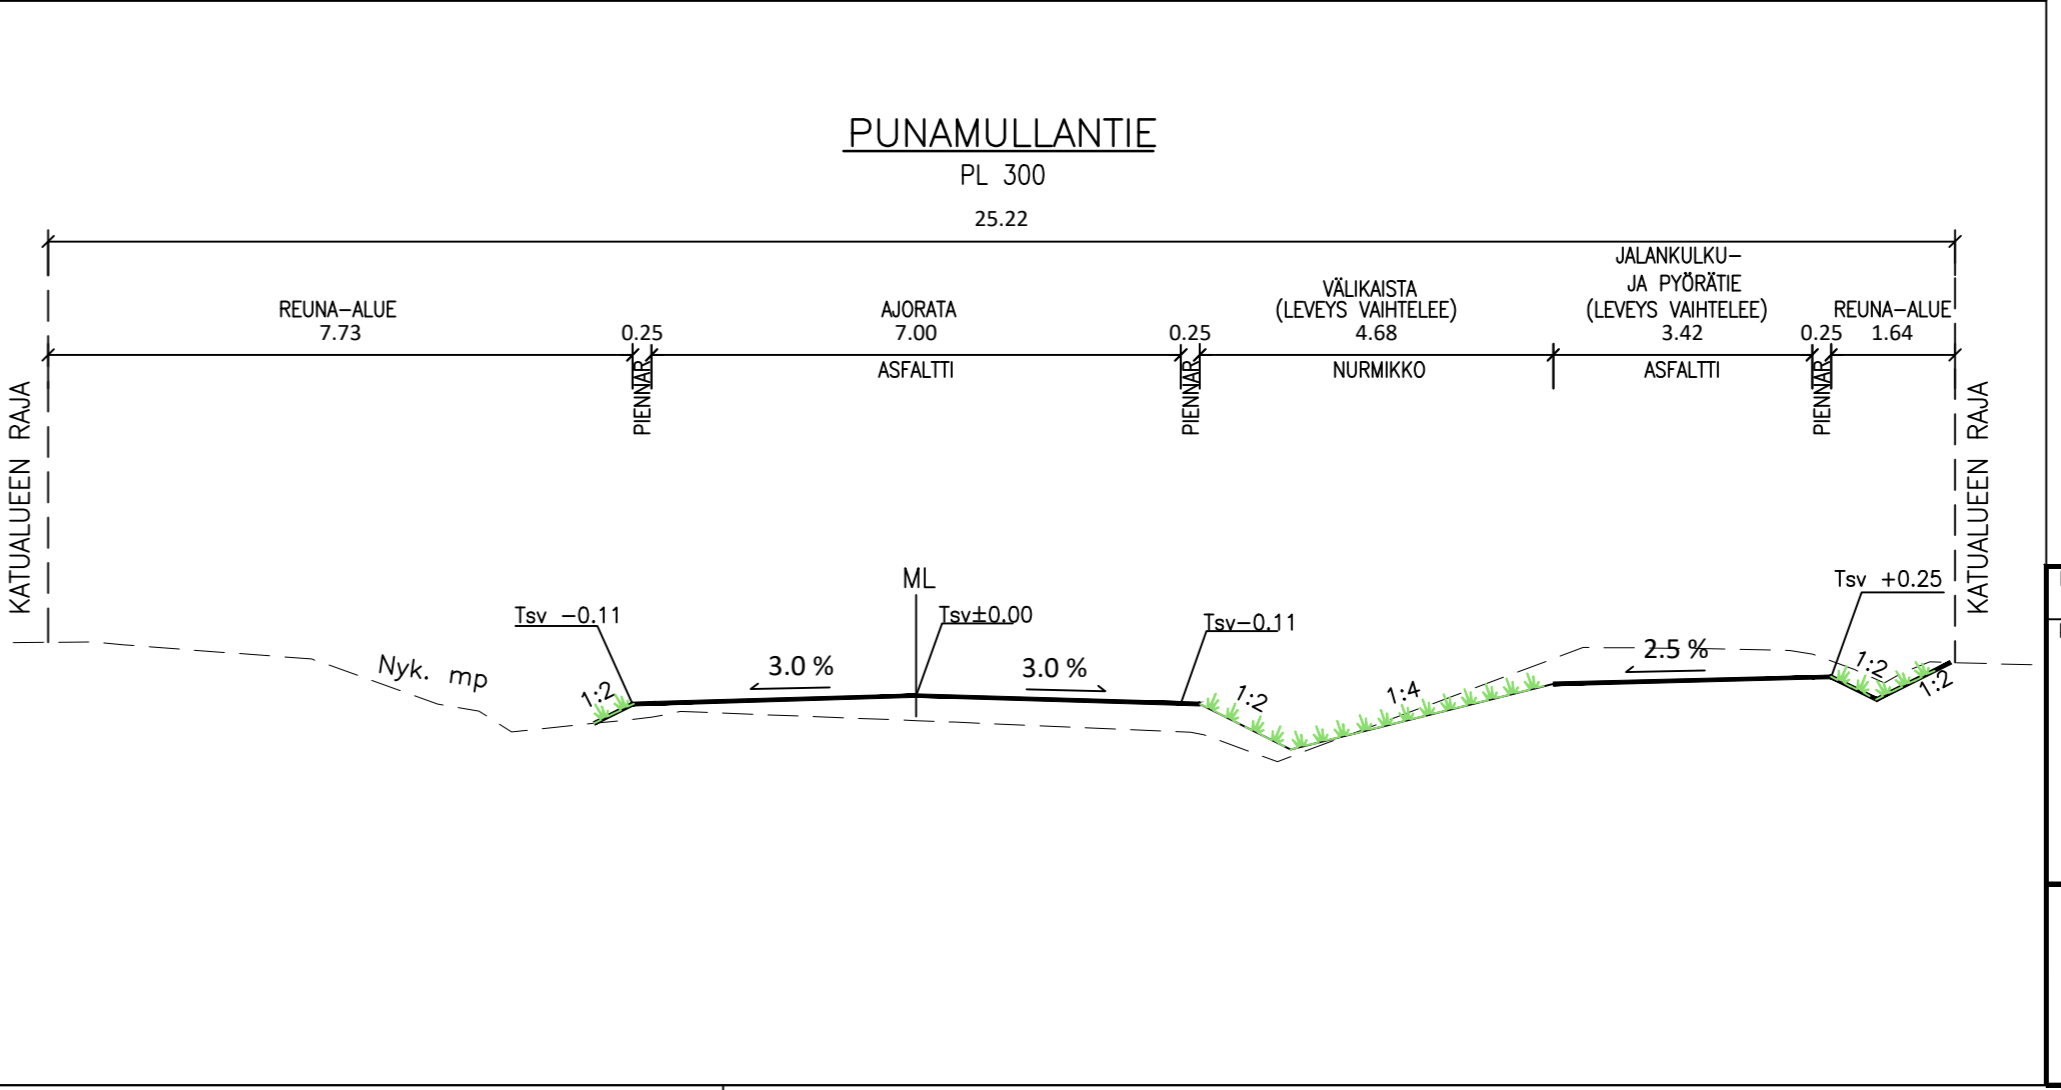 PUNAMULLANTIE
PL 300
25.22
REUNA-ALUE
7.73
0.25
PIENNAR
AJORATA
7.00
ASFALTTI
0.25
PIENNAR
VÄLIKAISTA
(LEVEYS VAIHTELEE)
4.68
NURMIKKO
JALANKULKU-
JA PYÖRÄTIE
(LEVEYS VAIHTELEE)
3.42
ASFALTTI
0.25
PIENNAR
REUNA-ALUE
1.64
KATUALUEEN RAJA
KATUALUEEN RAJA
Nyk. mp
Tsv -0.11
1:2
3.0 %
ML
Tsv±0.00
3.0 %
Tsv-0.11
1:2
1:4
2.5 %
Tsv +0.25
1:2
1:2